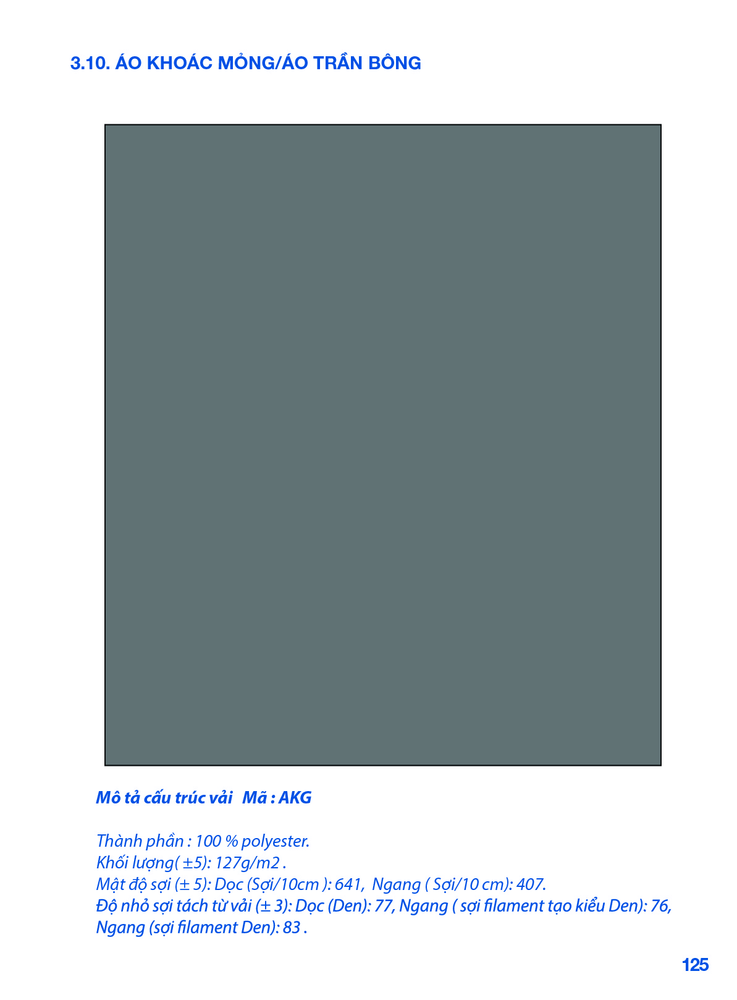 3.10. ÁO KHOÁC MỎNG/ÁO TRẦN BÔNG
Mô tả cấu trúc vải Mã : AKG
Thành phần : 100 % polyester.
Khối lượng( ±5): 127g/m2 .
Mật độ sợi (± 5): Dọc (Sợi/10cm ): 641, Ngang ( Sợi/10 cm): 407.
Độ nhỏ sợi tách từ vải (± 3): Dọc (Den): 77, Ngang ( sợi filament tạo kiểu Den): 76,
Ngang (sợi filament Den): 83 .
125